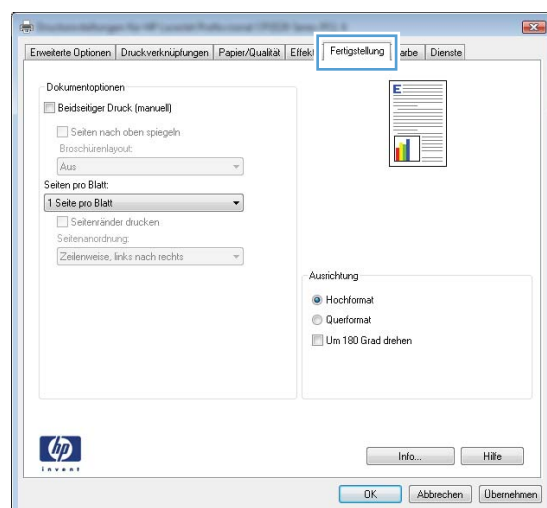 Erweiterte Optionen Druckverknüpfungen Papier/Qualität Effekt Fertigstellung arbe Dienste
Dokumentoptionen
Beidseitiger Druck (manuell)
Seiten nach oben spiegeln
Broschürenlayout:
Aus
Seiten pro Blatt:
1 Seite pro Blatt
Seitenränder drucken
Seitenanordnung:
Zeilenweise, links nach rechts
E
Ausrichtung
Hochformat
Querformat
Um 180 Grad drehen
hp
invent
Info... Hilfe
OK Abbrechen Übernehmen